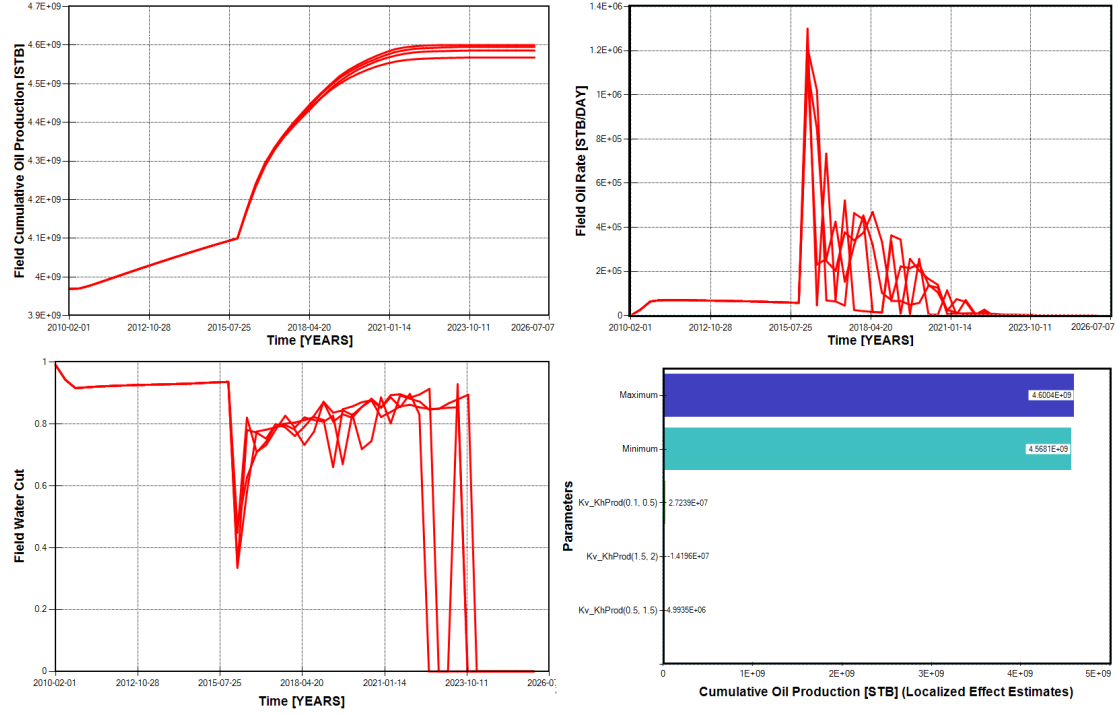 Field Cumulative Oil Production [STB]
4.7E+09
4.6E+09
4.5E+09
4.4E+09
4.3E+09
4.2E+09
4.1E+09
4E+09
3.9E+09
2010-02-01 2012-10-28 2015-07-25 2018-04-20 2021-01-14 2023-10-11 2026-07-07
Time [YEARS]
Field Oil Rate [STB/DAY]
1.4E+06
1.2E+06
1E+06
8E+05
6E+05
4E+05
2E+05
0
2010-02-01 2012-10-28 2015-07-25 2018-04-20 2021-01-14 2023-10-11 2026-07-07
Time [YEARS]
Field Water Cut
1
0.8
0.6
0.4
0.2
0
2010-02-01 2012-10-28 2015-07-25 2018-04-20 2021-01-14 2023-10-11 2026-0
Time [YEARS]
Parameters
Maximum 4.6004E+09
Minimum 4.5681E+09
Kv_KhProd(0.1, 0.5) 2.7239E+07
Kv_KhProd(1.5, 2) -1.4196E+07
Kv_KhProd(0.5, 1.5) 4.9935E+06
0 1E+09 2E+09 3E+09 4E+09 5E+09
Cumulative Oil Production [STB] (Localized Effect Estimates)